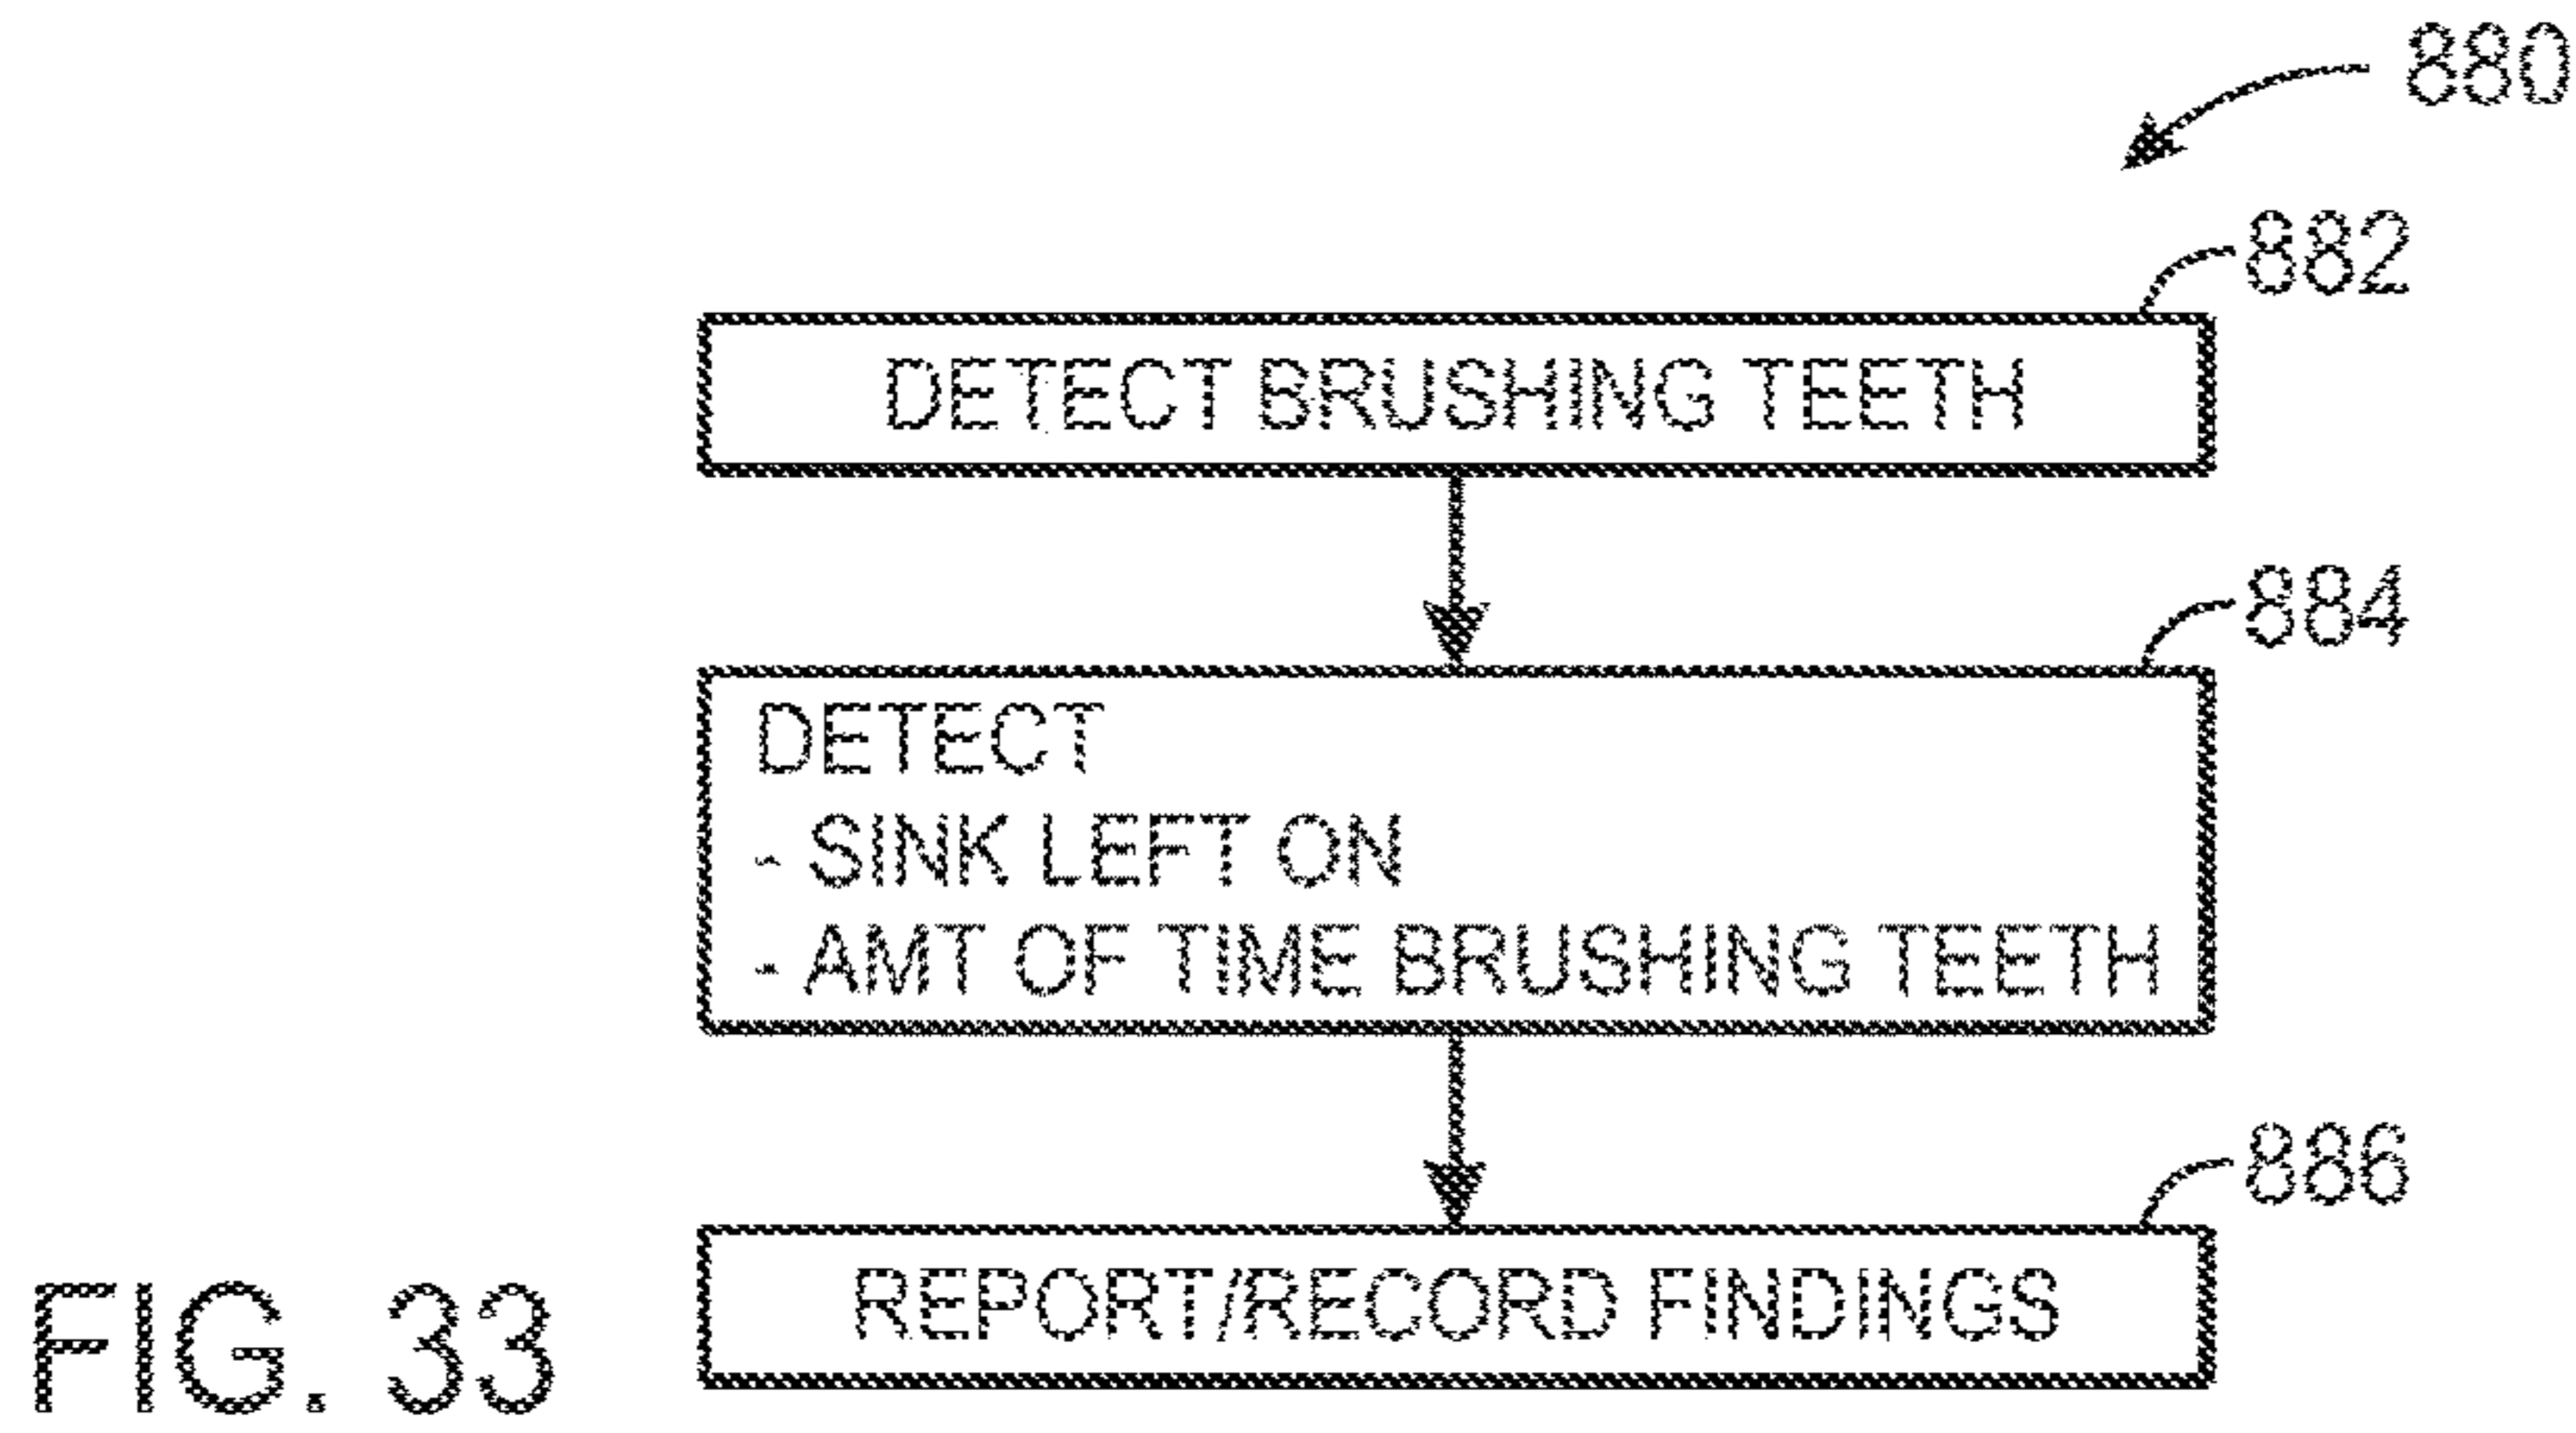 880
882
DETECT BRUSHING TEETH
884
DETECT
- SINK LEFT ON
- AMT OF TIME BRUSHING TEETH
886
REPORT/RECORD FINDINGS
FIG. 33